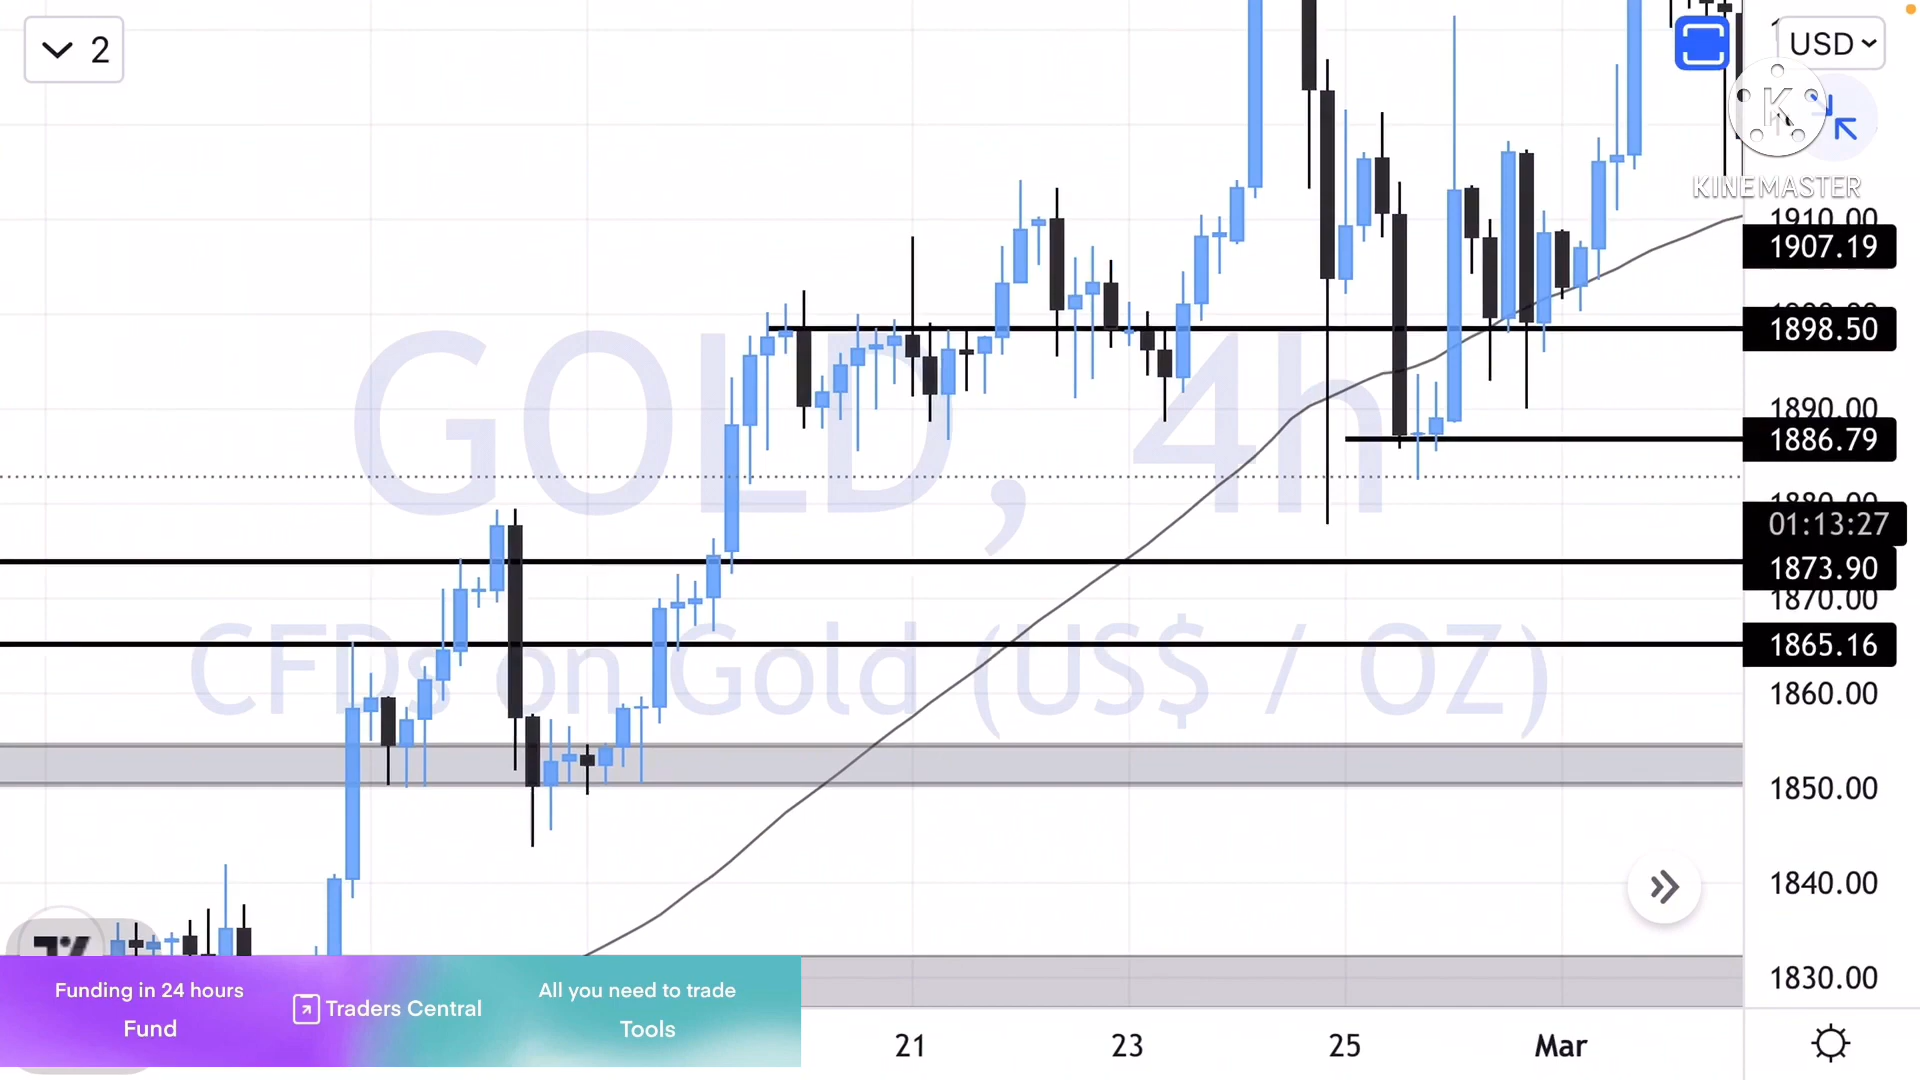 2
USD
KINEMASTER
1910.00
1907.19
1898.50
1890.00
1886.79
1880.00
01:13:27
1873.90
1870.00
1865.16
1860.00
1850.00
1840.00
1830.00
GOLD, 4h
CFDs on Gold (US$ / OZ)
Funding in 24 hours
Fund
Traders Central
All you need to trade
Tools
21
23
25
Mar